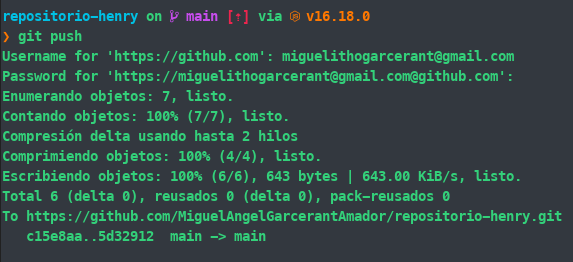 repositorio-henry on main [↑] via v16.18.0
❯ git push
Username for 'https://github.com': miguelithogarcerant@gmail.com
Password for 'https://miguelithogarcerant@gmail.com@github.com':
Enumerando objetos: 7, listo.
Contando objetos: 100% (7/7), listo.
Compresión delta usando hasta 2 hilos
Comprimiendo objetos: 100% (4/4), listo.
Escribiendo objetos: 100% (6/6), 643 bytes | 643.00 KiB/s, listo.
Total 6 (delta 0), reusados 0 (delta 0), pack-reusados 0
To https://github.com/MiguelAngelGarcerantAmador/repositorio-henry.git
   c15e8aa..5d32912  main -> main